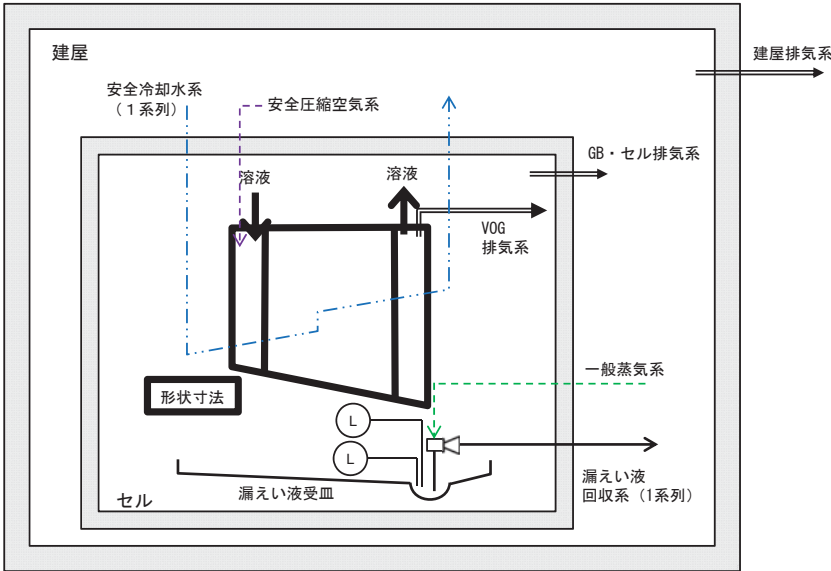 建屋
建屋排気系
安全冷却水系
（１系列）
安全圧縮空気系
GB・セル排気系
溶液
溶液
VOG
排気系
一般蒸気系
形状寸法
L
L
漏えい液受皿
漏えい液
回収系（1系列）
セル